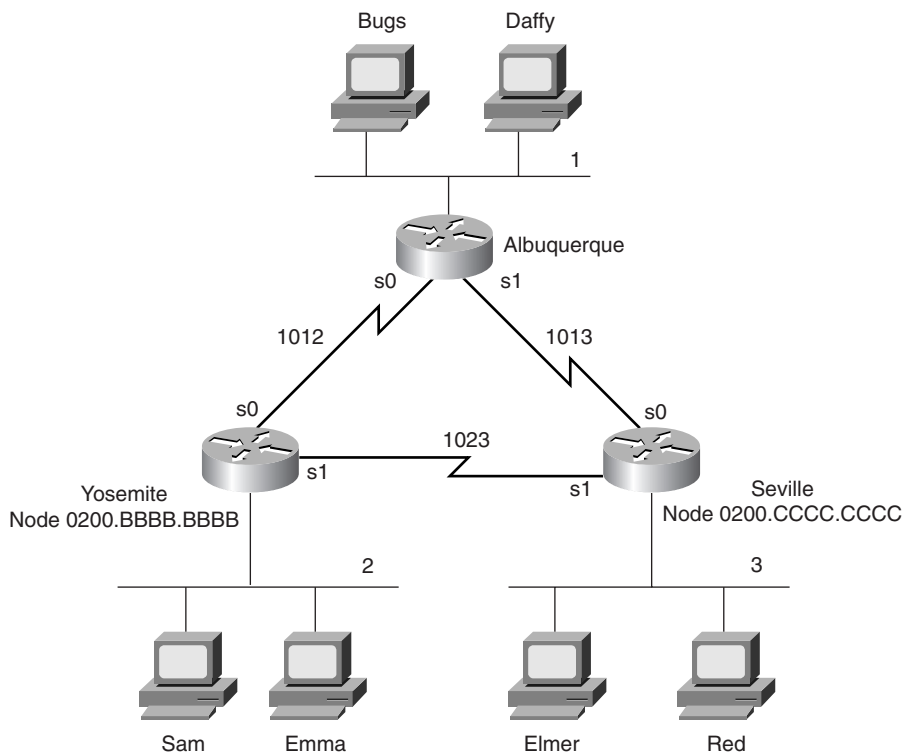 Bugs
Daffy
1
Albuquerque
s0
s1
1012
1013
s0
s0
1023
s1
s1
Yosemite
Node 0200.BBBB.BBBB
Seville
Node 0200.CCCC.CCCC
2
3
Sam
Emma
Elmer
Red